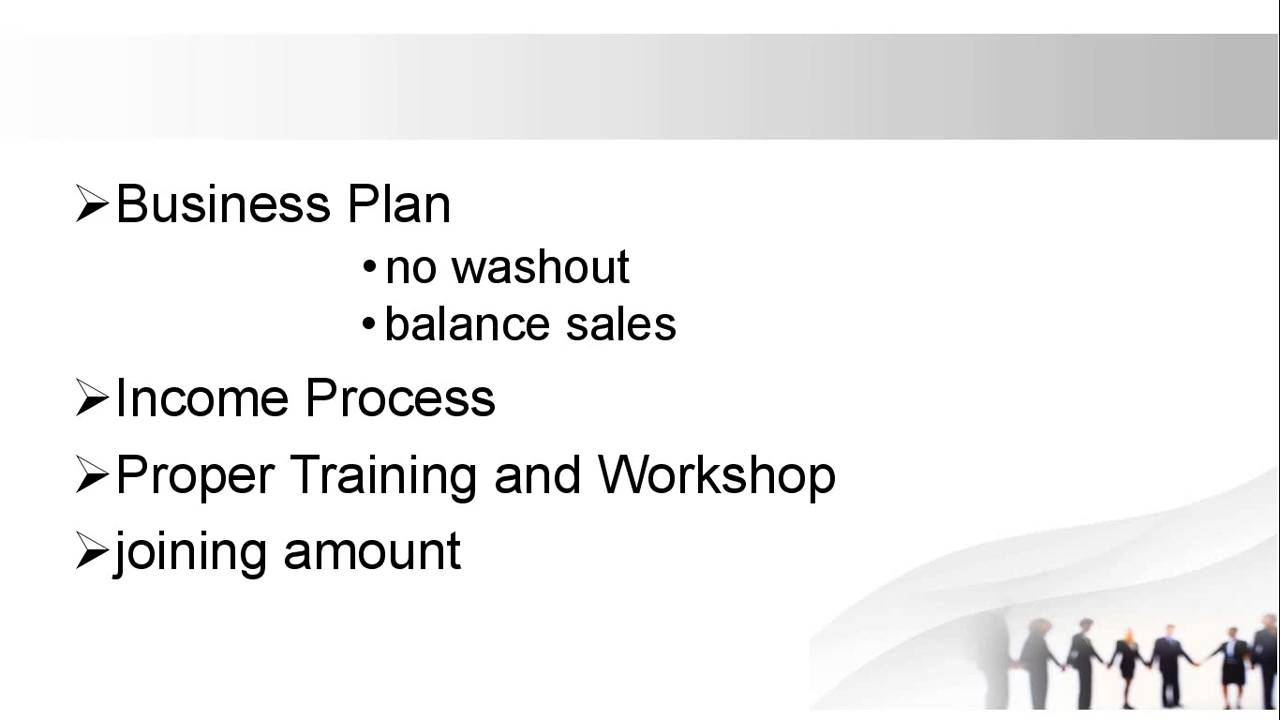 ➢Business Plan
•no washout
•balance sales
➢Income Process
➢Proper Training and Workshop
➢joining amount